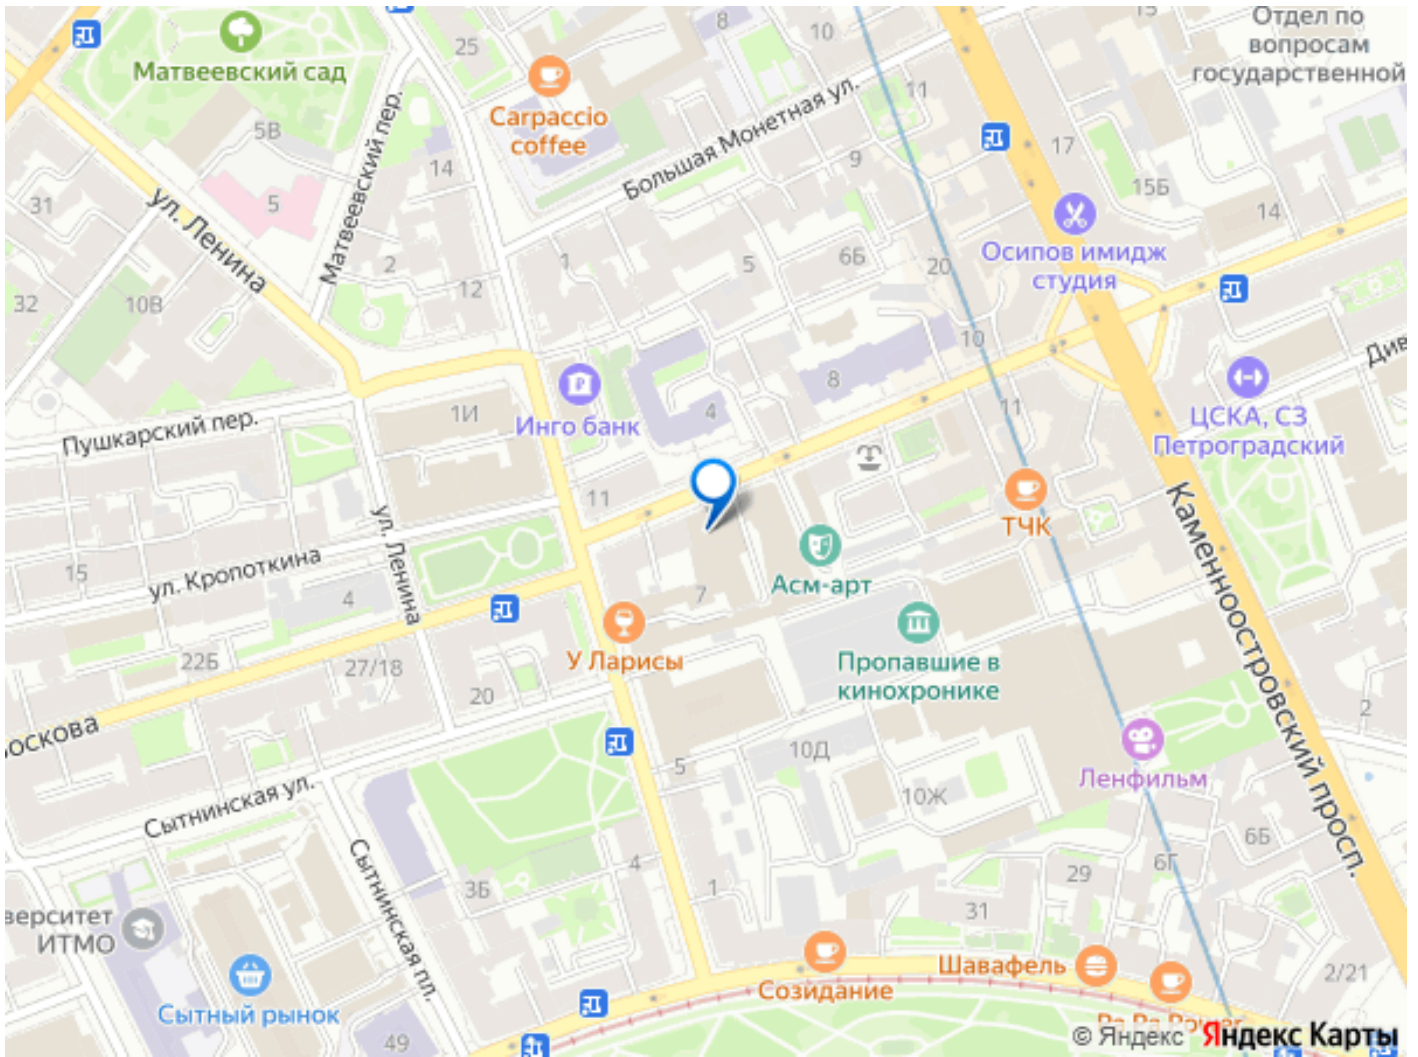 Отдел по
вопросам
государственной
25
8
10
15
Матвеевский сад
Carpaccio
coffee
11
Большая Монетная ул.
17
5В
Матвеевский пер.
14
9
15Б
31
ул. Ленина
5
14
Осипов имидж
студия
2
1
5
6Б
20
32
10В
12
10
Див
1И
Инго банк
4
8
11
ЦСКА, СЗ
Петроградский
Пушкарский пер.
11
ТЧК
Каменноостровский просп.
ул. Ленина
ул. Кропоткина
15
4
7
Асм-арт
22Б
27/18
20
У Ларисы
Пропавшие в
кинохронике
оскова
2
5
10Д
Ленфильм
Сытнинская ул.
10Ж
6Б
Сытнинская пл.
3Б
4
1
29
6Г
31
верситет
ИТМО
Шавафель
2/21
Сытный рынок
Созидание
49
© Яндекс Яндекс Карты